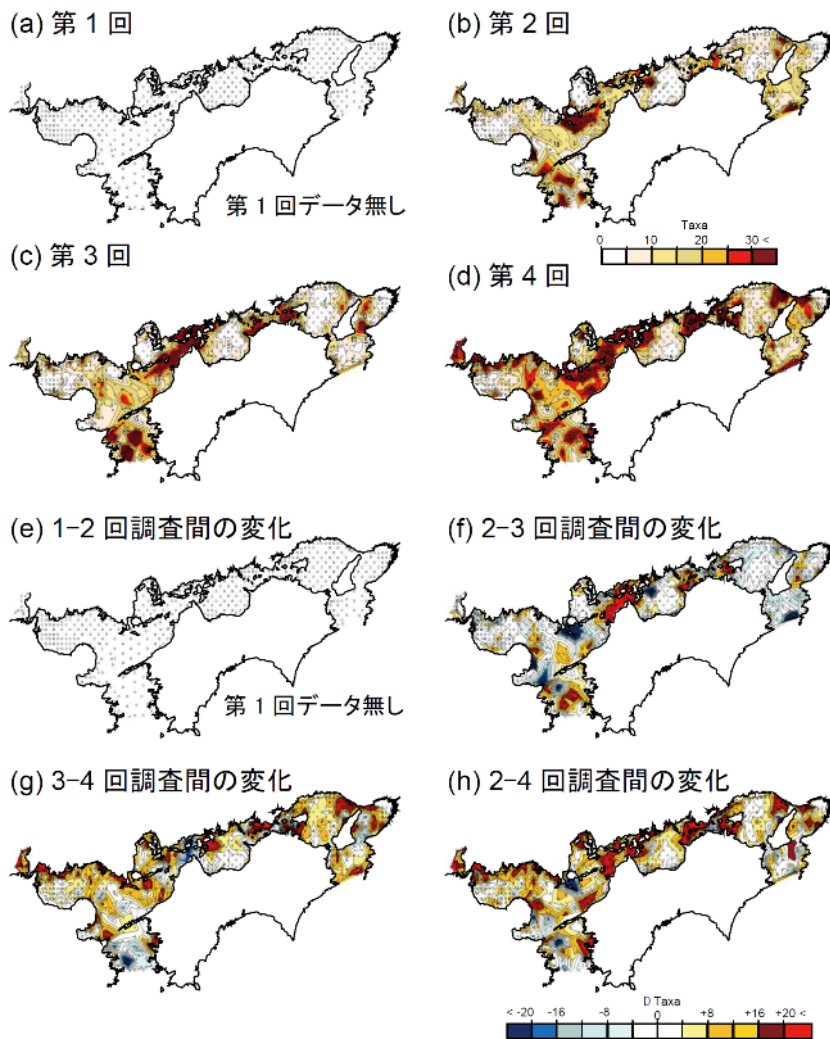 (a) 第 1 回
(b) 第 2 回
第 1 回データ無し
Taxa
0 10 20 30 <
(c) 第 3 回
(d) 第 4 回
(e) 1−2 回調査間の変化
(f) 2−3 回調査間の変化
第 1 回データ無し
(g) 3−4 回調査間の変化
(h) 2−4 回調査間の変化
D Taxa
< -20 -16 -8 0 +8 +16 +20 <